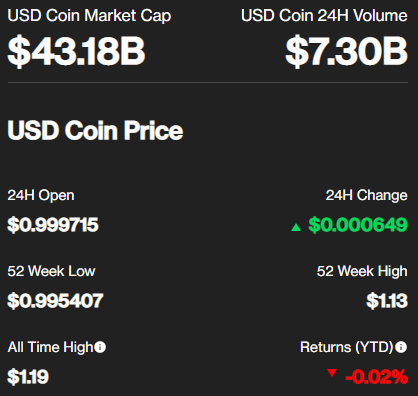 USD Coin Market Cap USD Coin 24H Volume
$43.18B $7.30B
USD Coin Price
24H Open 24H Change
$0.999715 $0.000649
52 Week Low 52 Week High
$0.995407 $1.13
All Time High Returns (YTD)
$1.19 -0.02%